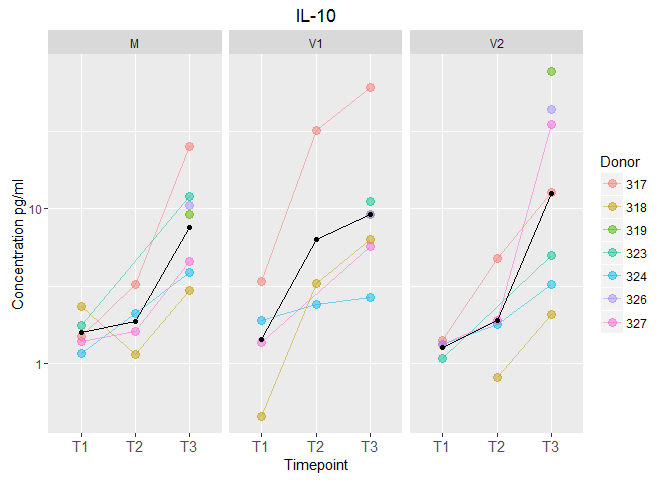 IL-10
M V1 V2
Concentration pg/ml
10
1
T1 T2 T3 T1 T2 T3 T1 T2 T3
Timepoint
Donor
317
318
319
323
324
326
327